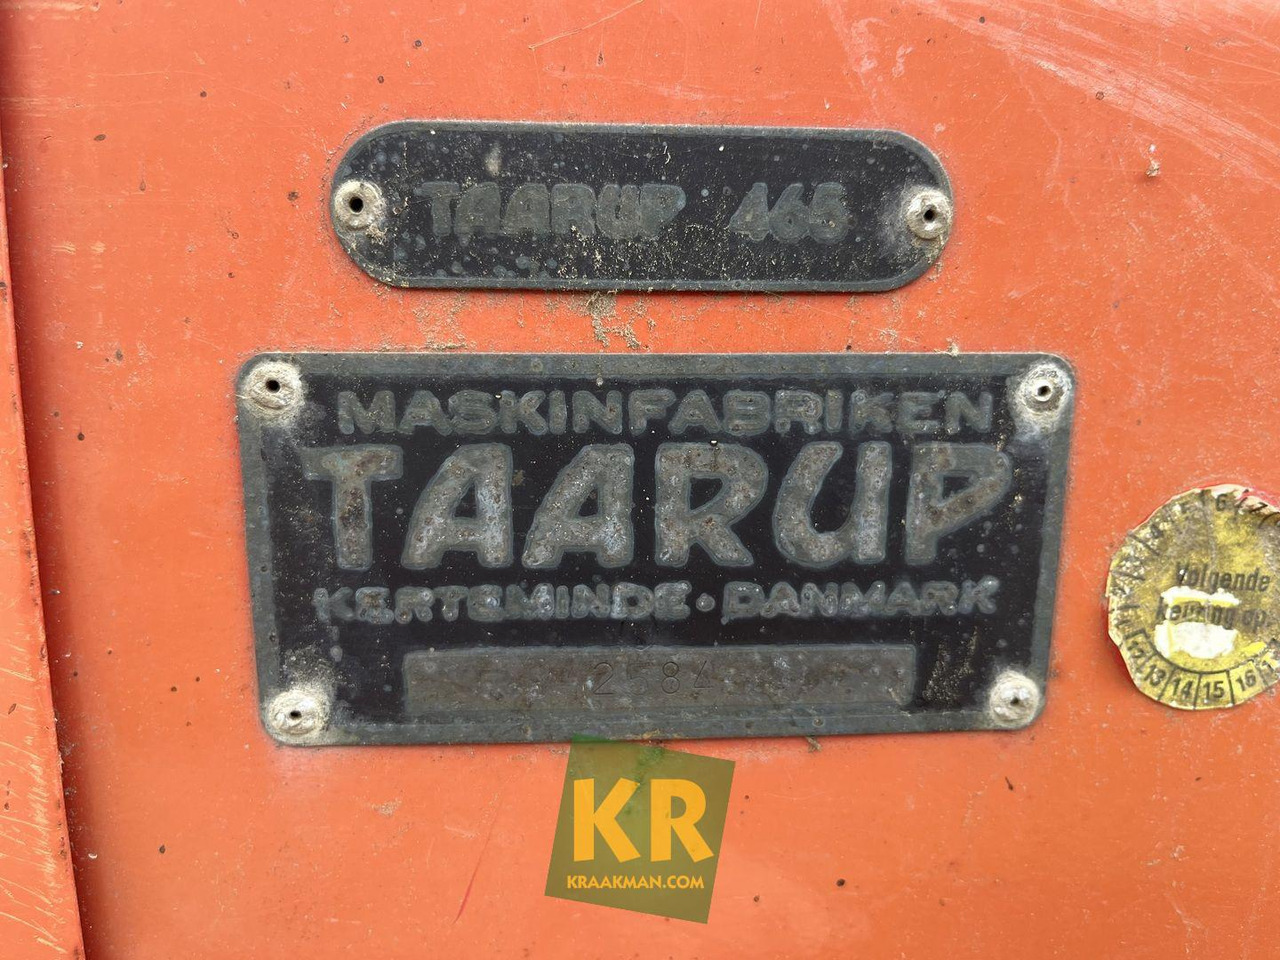 TAARUP 465
MASKINFABRIKEN
TAARUP
KERTEMINDE · DANMARK
2584
Volgende
keuring op
13 14 15 16
KR
KRAAKMAN.COM